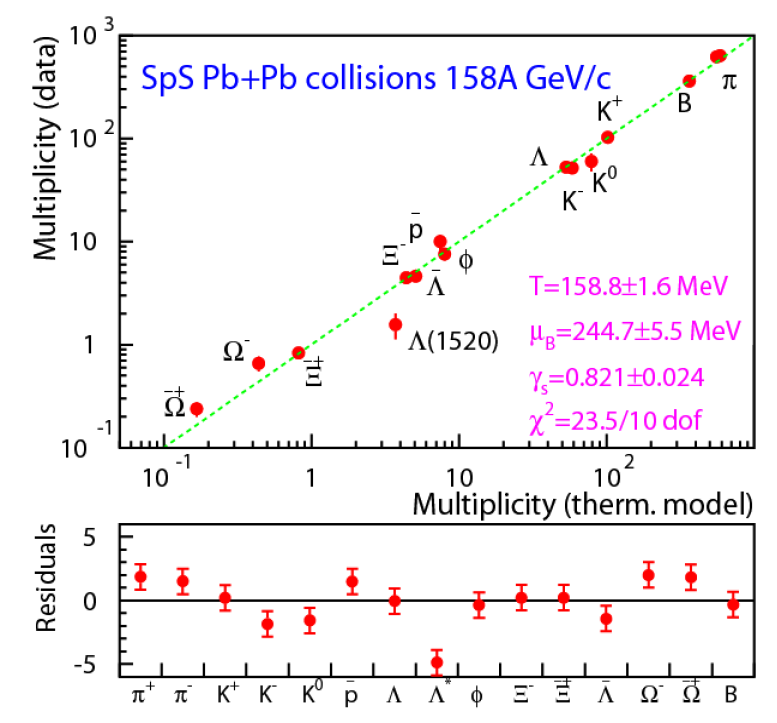 10³
SpS Pb+Pb collisions 158A GeV/c
π
B
K⁺
10²
Λ
K⁰
K⁻
p̄
10
Ξ⁻
ϕ
Λ̄
T=158.8±1.6 MeV
μ_B=244.7±5.5 MeV
1
Λ(1520)
Ω⁻
Ξ̄⁺
γ_s=0.821±0.024
Ω̄⁺
χ²=23.5/10 dof
10⁻¹
Multiplicity (data)
10⁻¹ 1 10 10²
Multiplicity (therm. model)
5
0
-5
Residuals
π⁺ π⁻ K⁺ K⁻ K⁰ p̄ Λ Λ̄* ϕ Ξ⁻ Ξ̄⁺ Λ̄ Ω⁻ Ω̄⁺ B